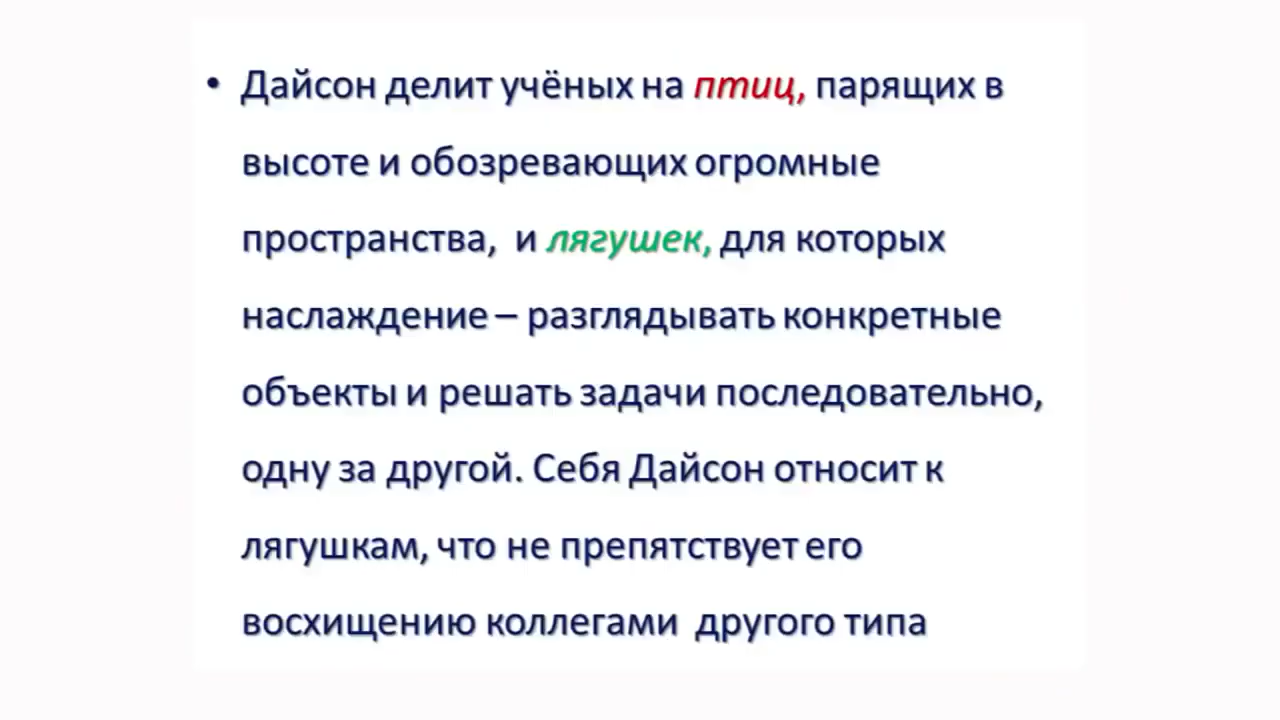 • Дайсон делит учёных на птиц, парящих в
высоте и обозревающих огромные
пространства, и лягушек, для которых
наслаждение – разглядывать конкретные
объекты и решать задачи последовательно,
одну за другой. Себя Дайсон относит к
лягушкам, что не препятствует его
восхищению коллегами другого типа